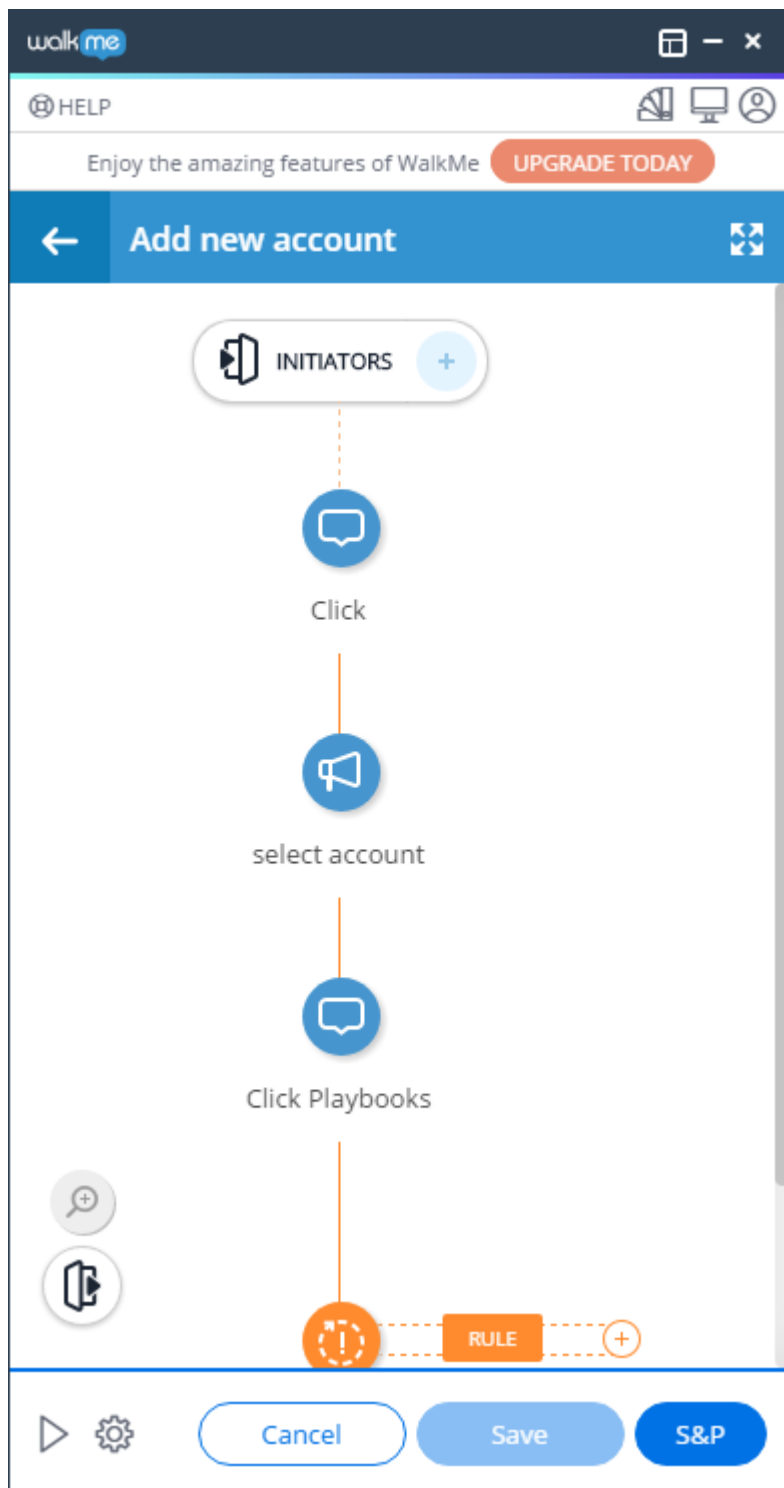 walkme
HELP
Enjoy the amazing features of WalkMe UPGRADE TODAY
Add new account
INITIATORS +
Click
select account
Click Playbooks
RULE +
Cancel Save S&P